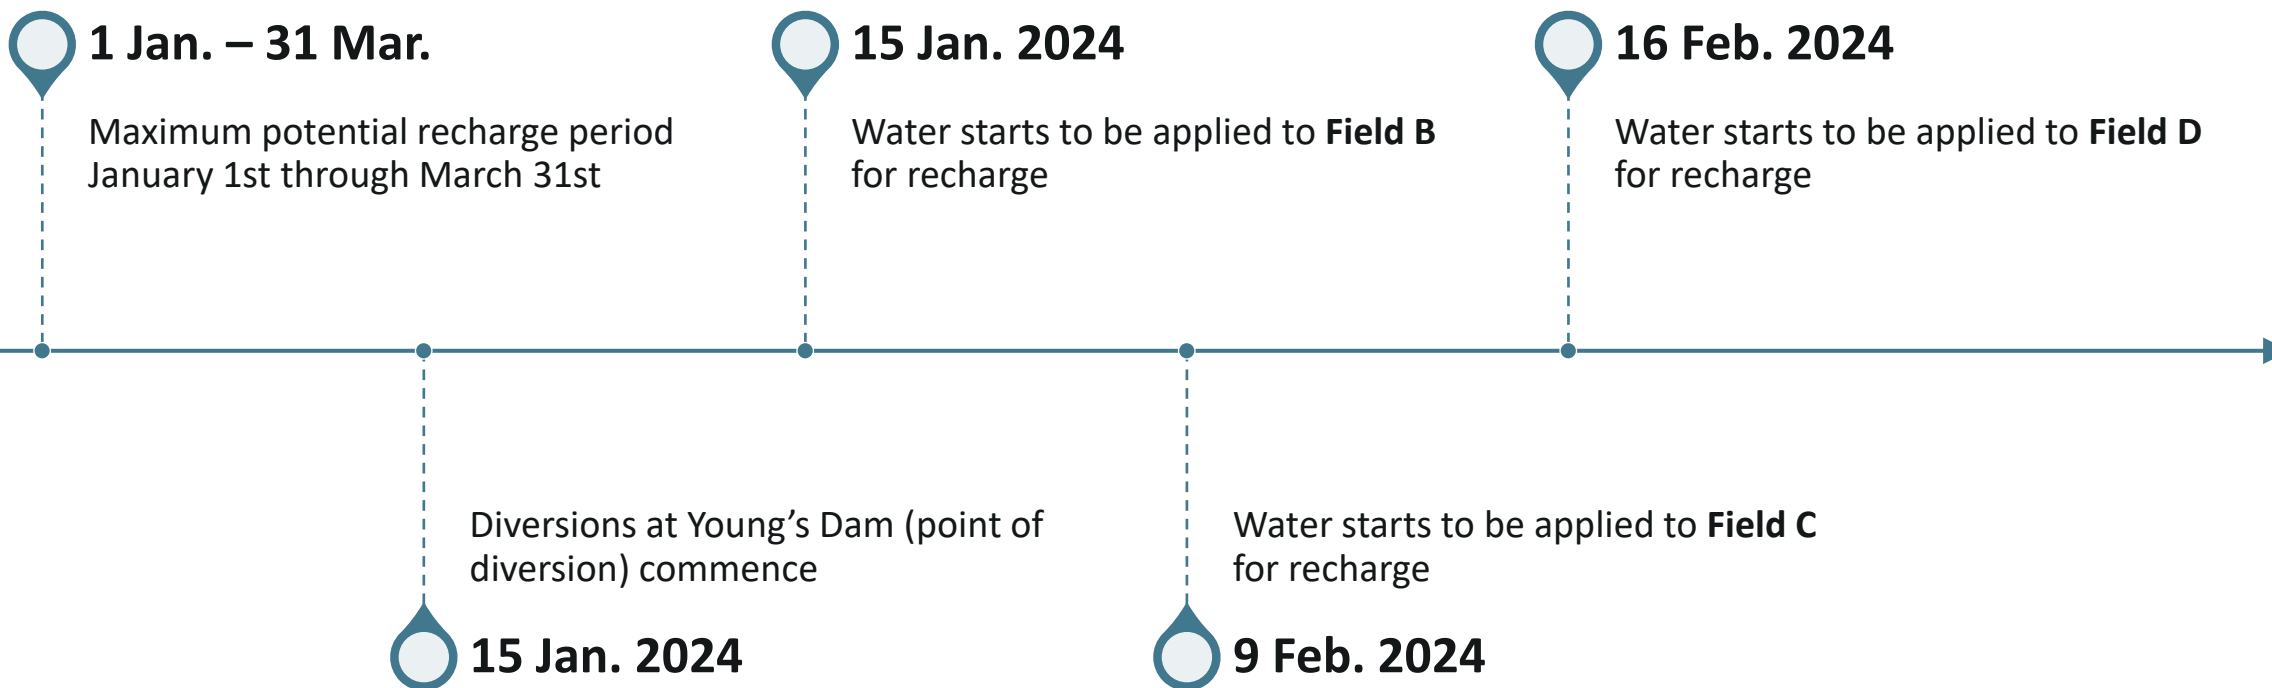 1 Jan. – 31 Mar.
Maximum potential recharge period
January 1st through March 31st
15 Jan. 2024
Water starts to be applied to Field B
for recharge
16 Feb. 2024
Water starts to be applied to Field D
for recharge
Diversions at Young’s Dam (point of
diversion) commence
15 Jan. 2024
Water starts to be applied to Field C
for recharge
9 Feb. 2024